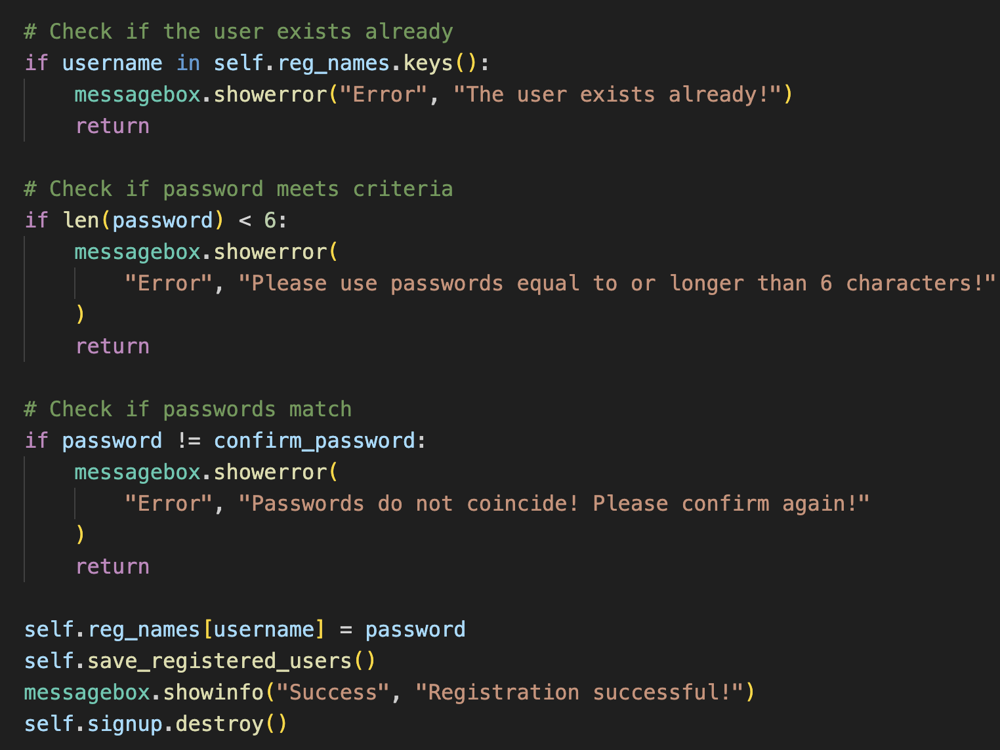 # Check if the user exists already
if username in self.reg_names.keys():
    messagebox.showerror("Error", "The user exists already!")
    return

# Check if password meets criteria
if len(password) < 6:
    messagebox.showerror(
        "Error", "Please use passwords equal to or longer than 6 characters!"
    )
    return

# Check if passwords match
if password != confirm_password:
    messagebox.showerror(
        "Error", "Passwords do not coincide! Please confirm again!"
    )
    return

self.reg_names[username] = password
self.save_registered_users()
messagebox.showinfo("Success", "Registration successful!")
self.signup.destroy()